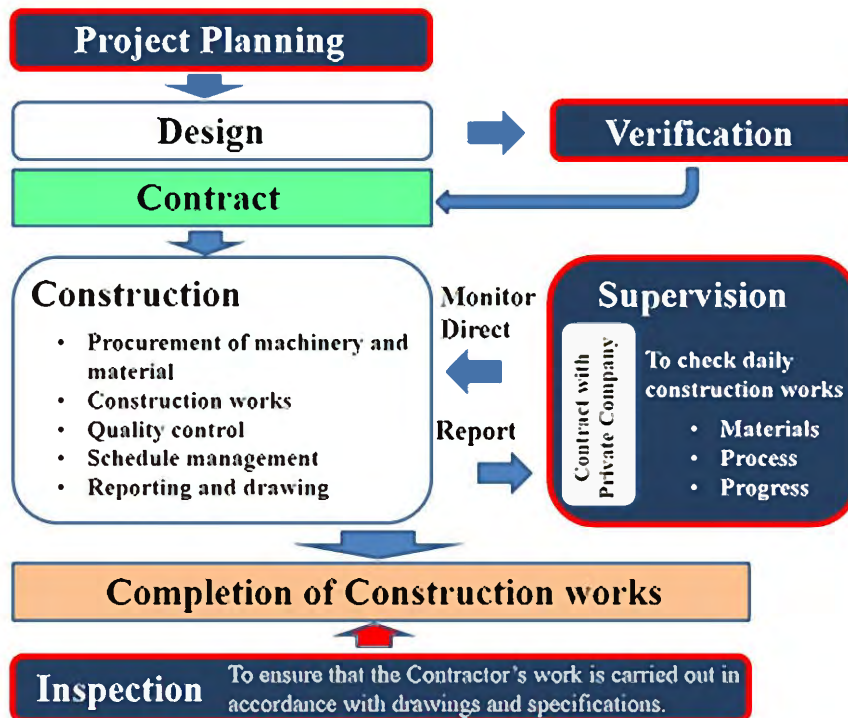 Project Planning
Design
Verification
Contract
Construction
• Procurement of machinery and
material
• Construction works
• Quality control
• Schedule management
• Reporting and drawing
Monitor
Direct
Report
Supervision
Contract with
Private Company
To check daily
construction works
• Materials
• Process
• Progress
Completion of Construction works
Inspection
To ensure that the Contractor's work is carried out in
accordance with drawings and specifications.